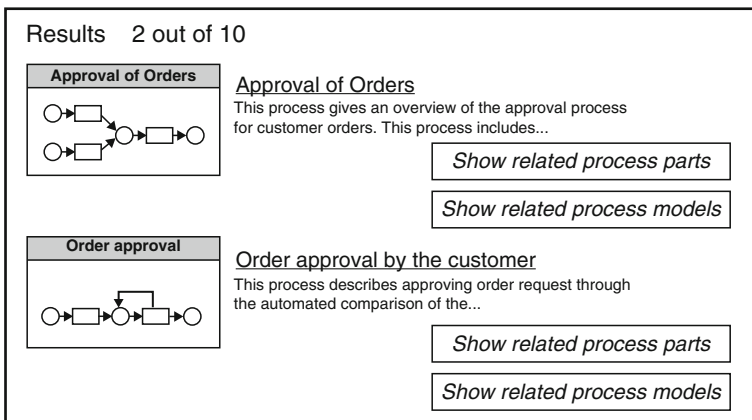 Results 2 out of 10
Approval of Orders
Approval of Orders
This process gives an overview of the approval process
for customer orders. This process includes...
Show related process parts
Show related process models
Order approval
Order approval by the customer
This process describes approving order request through
the automated comparison of the...
Show related process parts
Show related process models